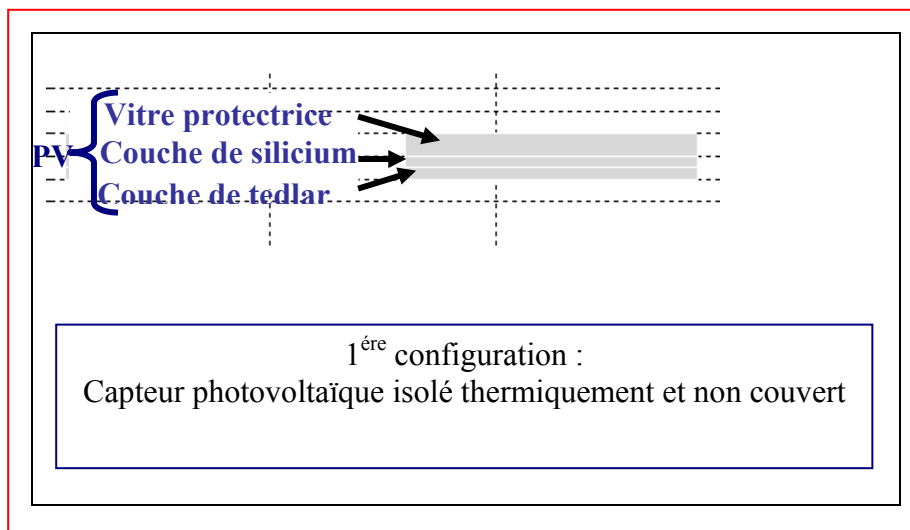 Vitre protectrice
PV Couche de silicium
Couche de tedlar
1ére configuration :
Capteur photovoltaïque isolé thermiquement et non couvert